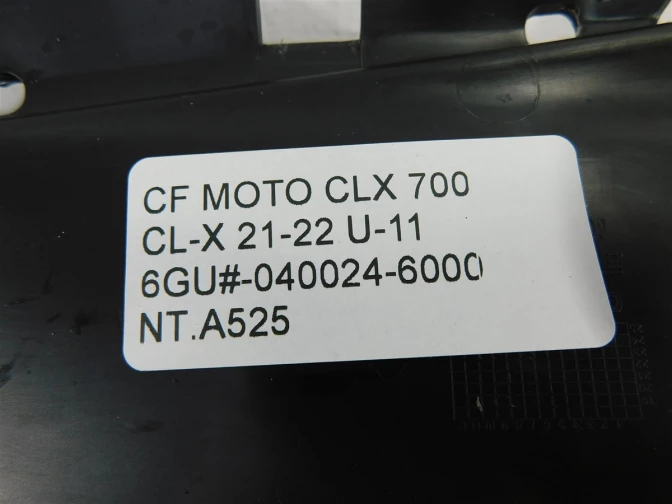 CF MOTO CLX 700
CL-X 21-22 U-11
6GU#-040024-6000
NT.A525